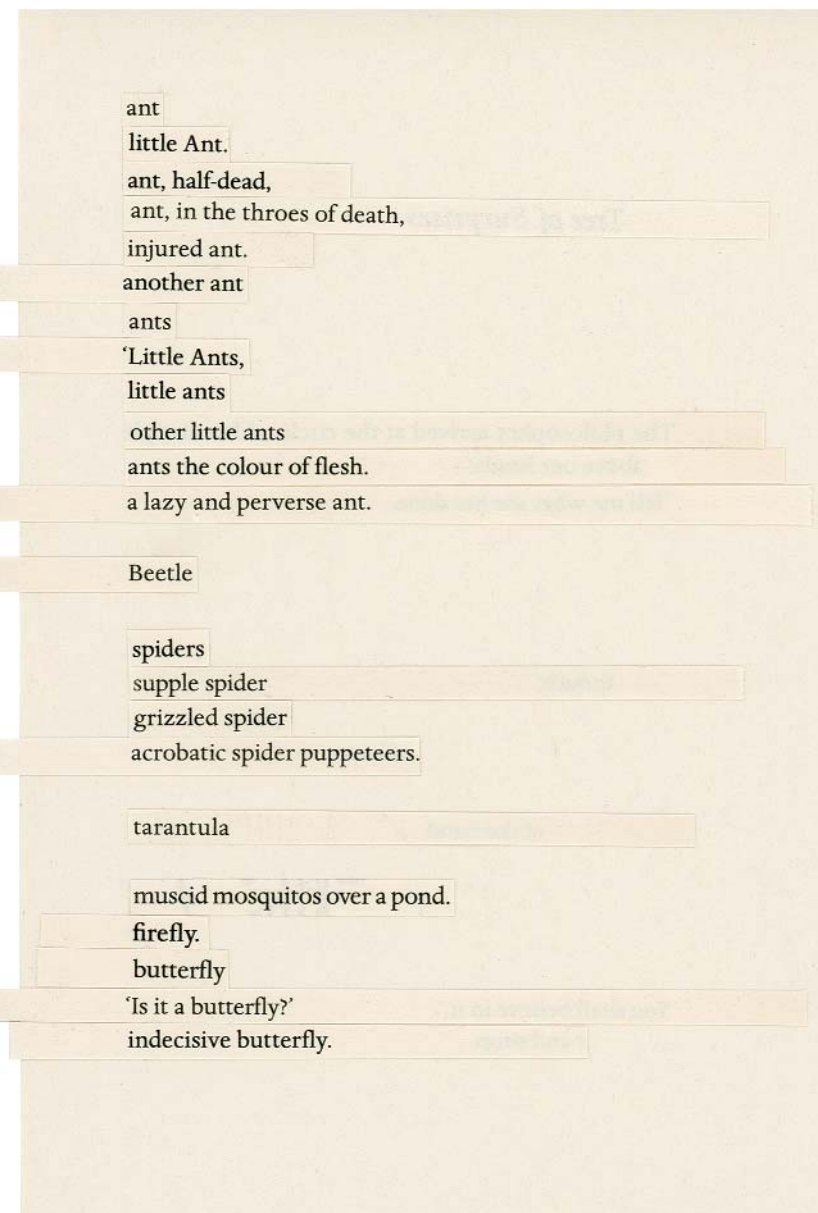 ant
little Ant.
ant, half-dead,
ant, in the throes of death,
injured ant.
another ant
ants
‘Little Ants,
little ants
other little ants
ants the colour of flesh.
a lazy and perverse ant.
Beetle
spiders
supple spider
grizzled spider
acrobatic spider puppeteers.
tarantula
muscid mosquitos over a pond.
firefly.
butterfly
‘Is it a butterfly?’
indecisive butterfly.